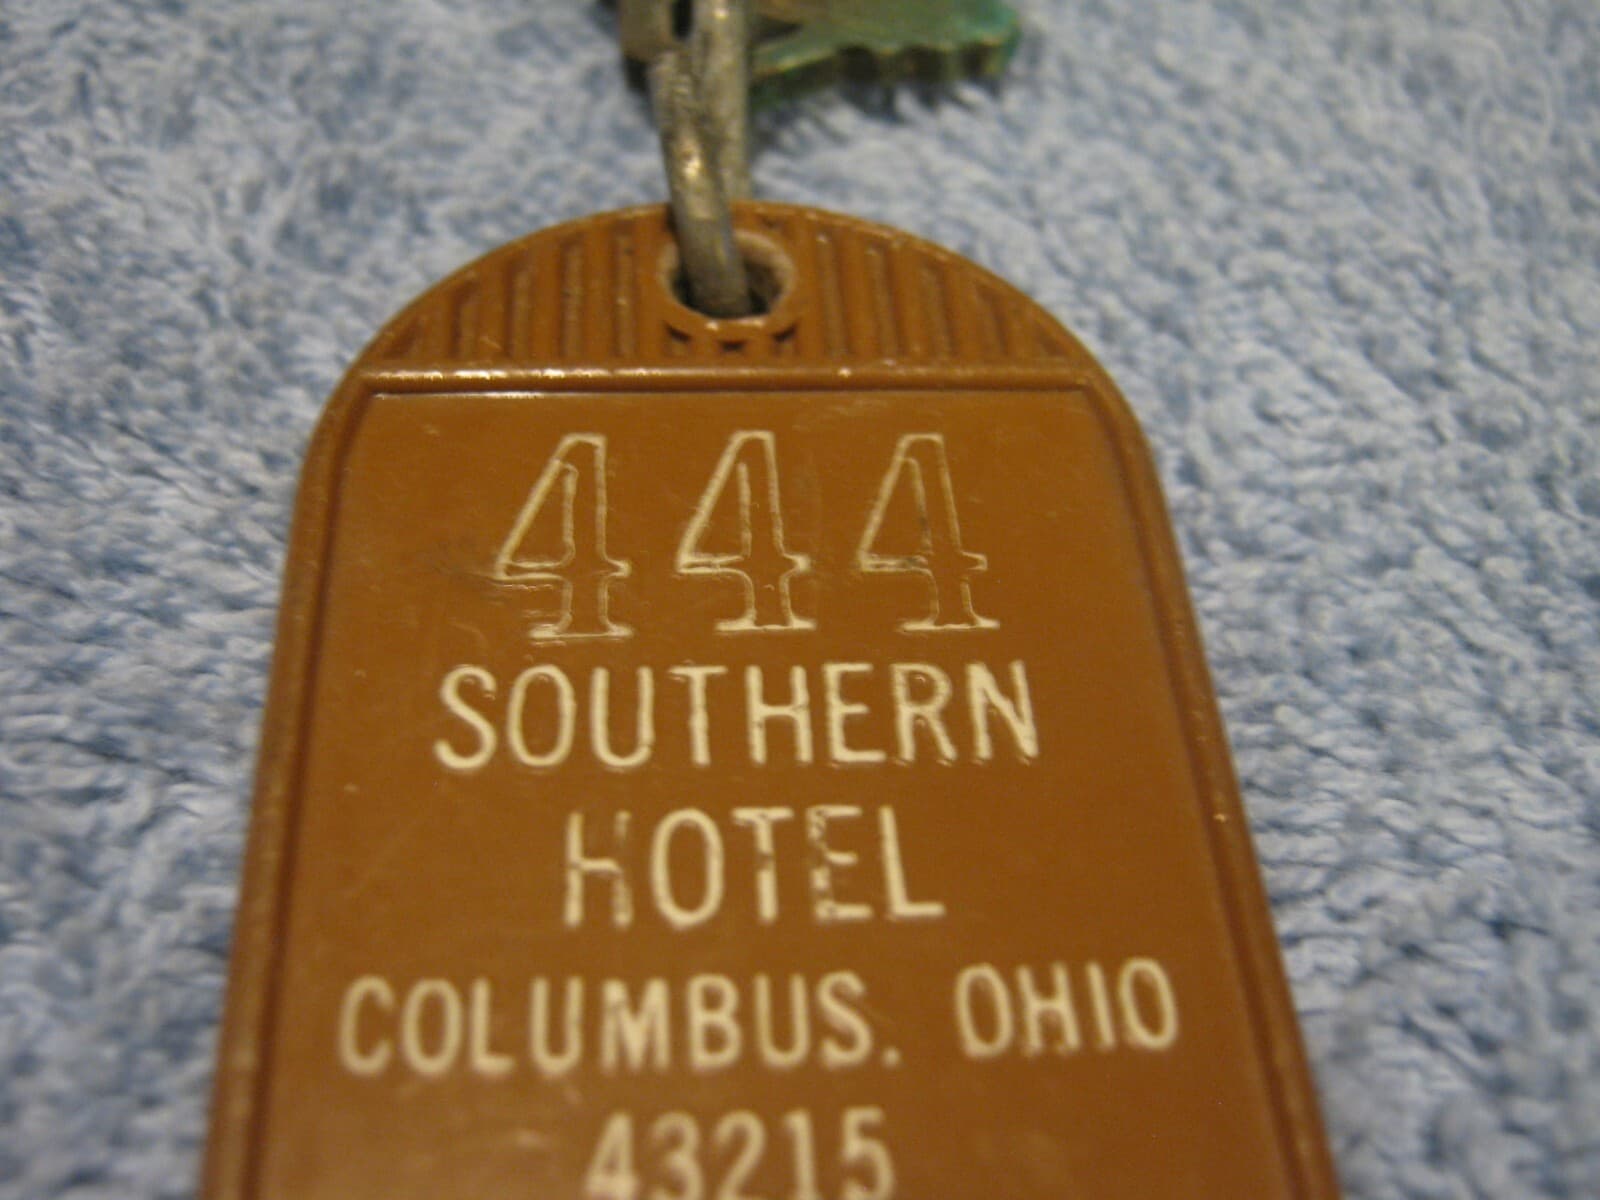 444
SOUTHERN
HOTEL
COLUMBUS. OHIO
43215